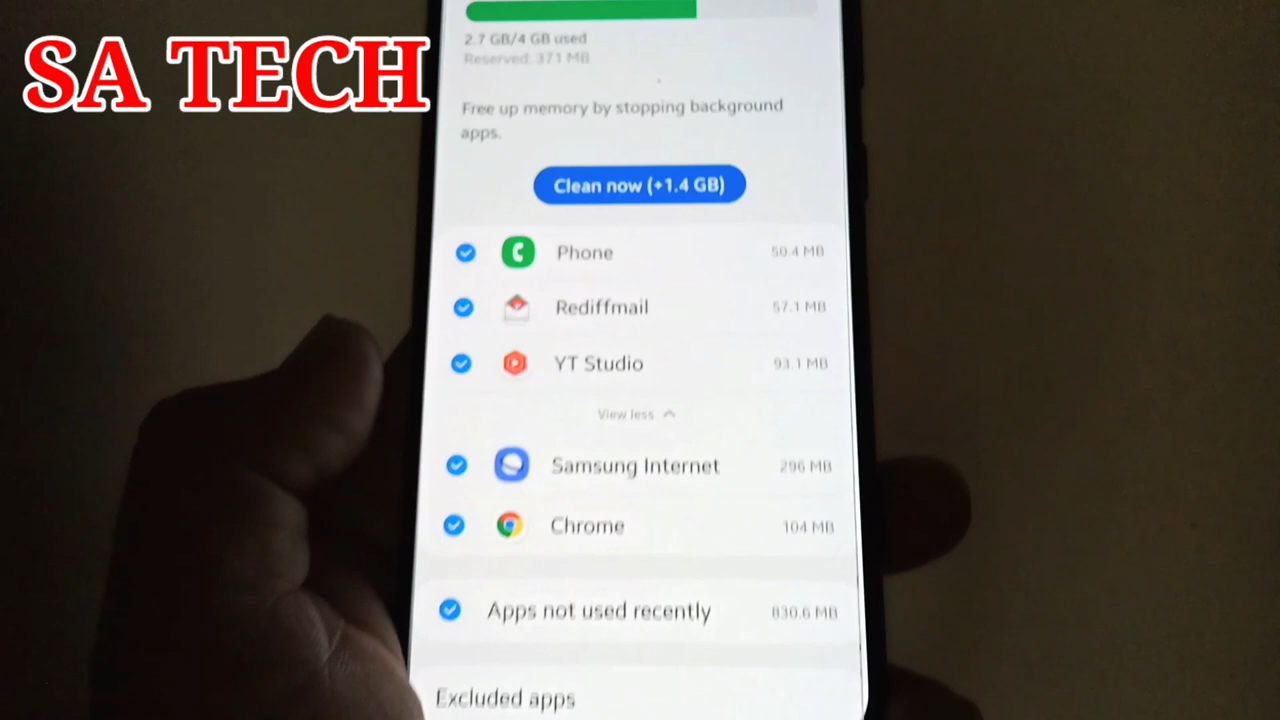 SA TECH
2.7 GB/4 GB used
Reserved: 371 MB
Free up memory by stopping background
apps.
Clean now (+1.4 GB)
Phone 50.4 MB
Rediffmail 57.1 MB
YT Studio 93.1 MB
View less
Samsung Internet 296 MB
Chrome 104 MB
Apps not used recently 830.6 MB
Excluded apps